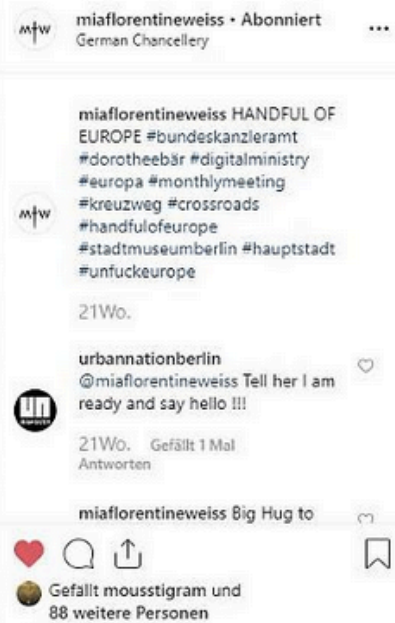 mtw
miaflorentineweiss • Abonniert
German Chancellery
mtw
miaflorentineweiss HANDFUL OF
EUROPE #bundeskanzleramt
#dorotheebär #digitalministry
#europa #monthlymeeting
#kreuzweg #crossroads
#handfulofeurope
#stadtmuseumberlin #hauptstadt
#unfuckeurope
21Wo.
urbannationberlin
@miaflorentineweiss Tell her I am
ready and say hello !!!
21Wo. Gefällt 1 Mal
Antworten
miaflorentineweiss Big Hug to
Gefällt mousstigram und
88 weitere Personen